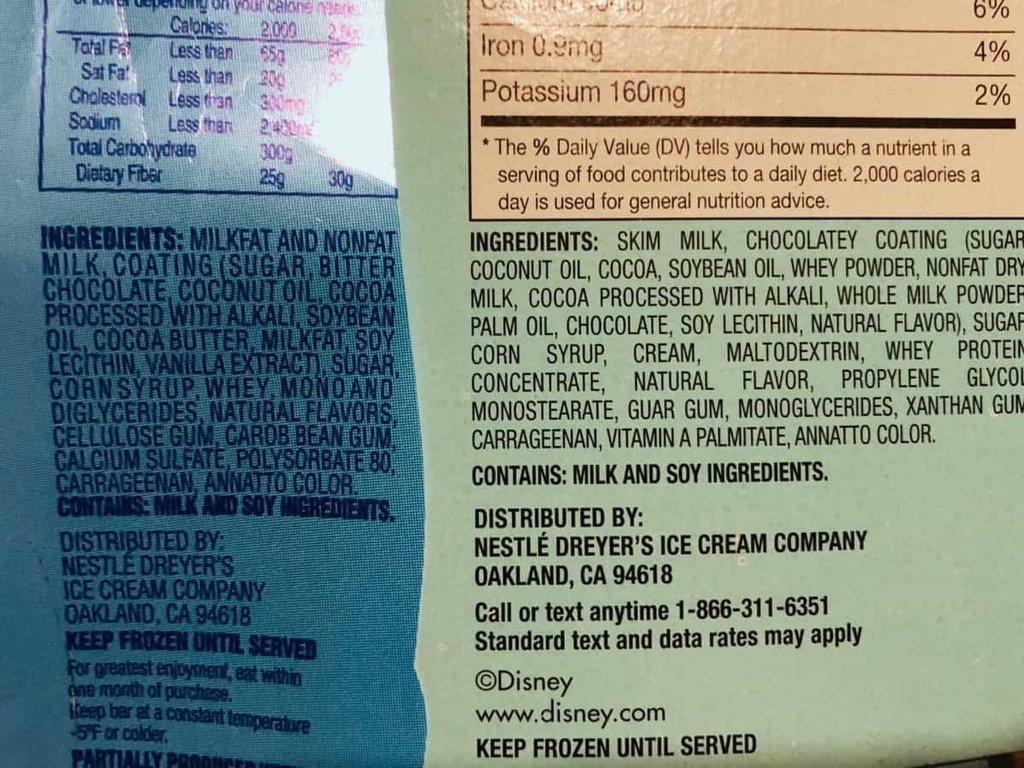 depending on your calorie needs.
Calories: 2,000
Total Fat Less than 65g
Sat Fat Less than 20g
Cholesterol Less than 300mg
Sodium Less than 2,400mg
Total Carbohydrate 300g
Dietary Fiber 25g 30g
INGREDIENTS: MILKFAT AND NONFAT
MILK, COATING (SUGAR, BITTER
CHOCOLATE, COCONUT OIL, COCOA
PROCESSED WITH ALKALI, SOYBEAN
OIL, COCOA BUTTER, MILKFAT, SOY
LECITHIN, VANILLA EXTRACT), SUGAR,
CORN SYRUP, WHEY, MONO AND
DIGLYCERIDES, NATURAL FLAVORS,
CELLULOSE GUM, CAROB BEAN GUM,
CALCIUM SULFATE, POLYSORBATE 80,
CARRAGEENAN, ANNATTO COLOR.
CONTAINS: MILK AND SOY INGREDIENTS.
DISTRIBUTED BY:
NESTLÉ DREYER'S
ICE CREAM COMPANY
OAKLAND, CA 94618
KEEP FROZEN UNTIL SERVED
For greatest enjoyment, eat within
one month of purchase.
Keep bar at a constant temperature
-5°F or colder.
PARTIALLY PRODUCED
6%
Iron 0.9mg 4%
Potassium 160mg 2%
* The % Daily Value (DV) tells you how much a nutrient in a
serving of food contributes to a daily diet. 2,000 calories a
day is used for general nutrition advice.
INGREDIENTS: SKIM MILK, CHOCOLATEY COATING (SUGAR
COCONUT OIL, COCOA, SOYBEAN OIL, WHEY POWDER, NONFAT DRY
MILK, COCOA PROCESSED WITH ALKALI, WHOLE MILK POWDER
PALM OIL, CHOCOLATE, SOY LECITHIN, NATURAL FLAVOR), SUGAR
CORN SYRUP, CREAM, MALTODEXTRIN, WHEY PROTEIN
CONCENTRATE, NATURAL FLAVOR, PROPYLENE GLYCOL
MONOSTEARATE, GUAR GUM, MONOGLYCERIDES, XANTHAN GUM
CARRAGEENAN, VITAMIN A PALMITATE, ANNATTO COLOR.
CONTAINS: MILK AND SOY INGREDIENTS.
DISTRIBUTED BY:
NESTLÉ DREYER'S ICE CREAM COMPANY
OAKLAND, CA 94618
Call or text anytime 1-866-311-6351
Standard text and data rates may apply
©Disney
www.disney.com
KEEP FROZEN UNTIL SERVED